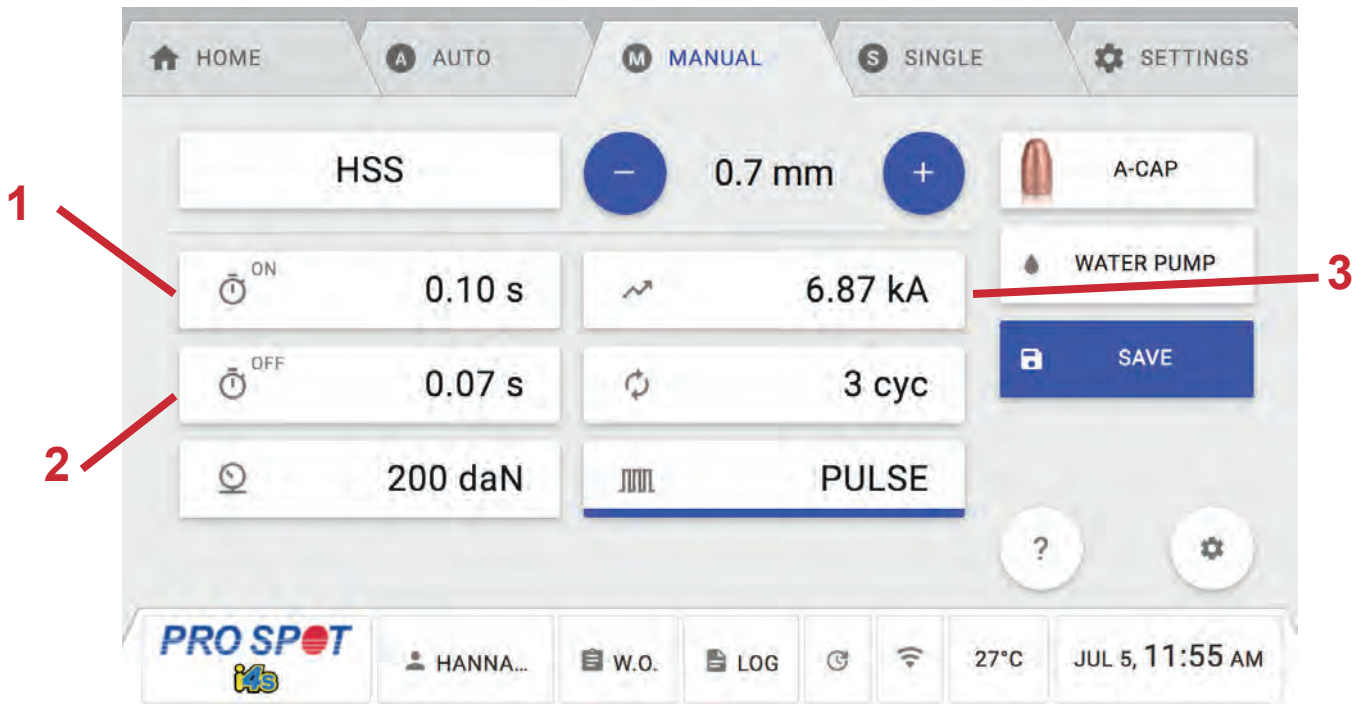 HOME
A AUTO
M MANUAL
S SINGLE
SETTINGS
HSS
−
0.7 mm
+
A-CAP
1
ON
0.10 s
6.87 kA
WATER PUMP
3
OFF
0.07 s
3 cyc
SAVE
2
200 daN
PULSE
?
PRO SPOT
i4s
HANNA...
W.O.
LOG
27°C
JUL 5, 11:55 AM